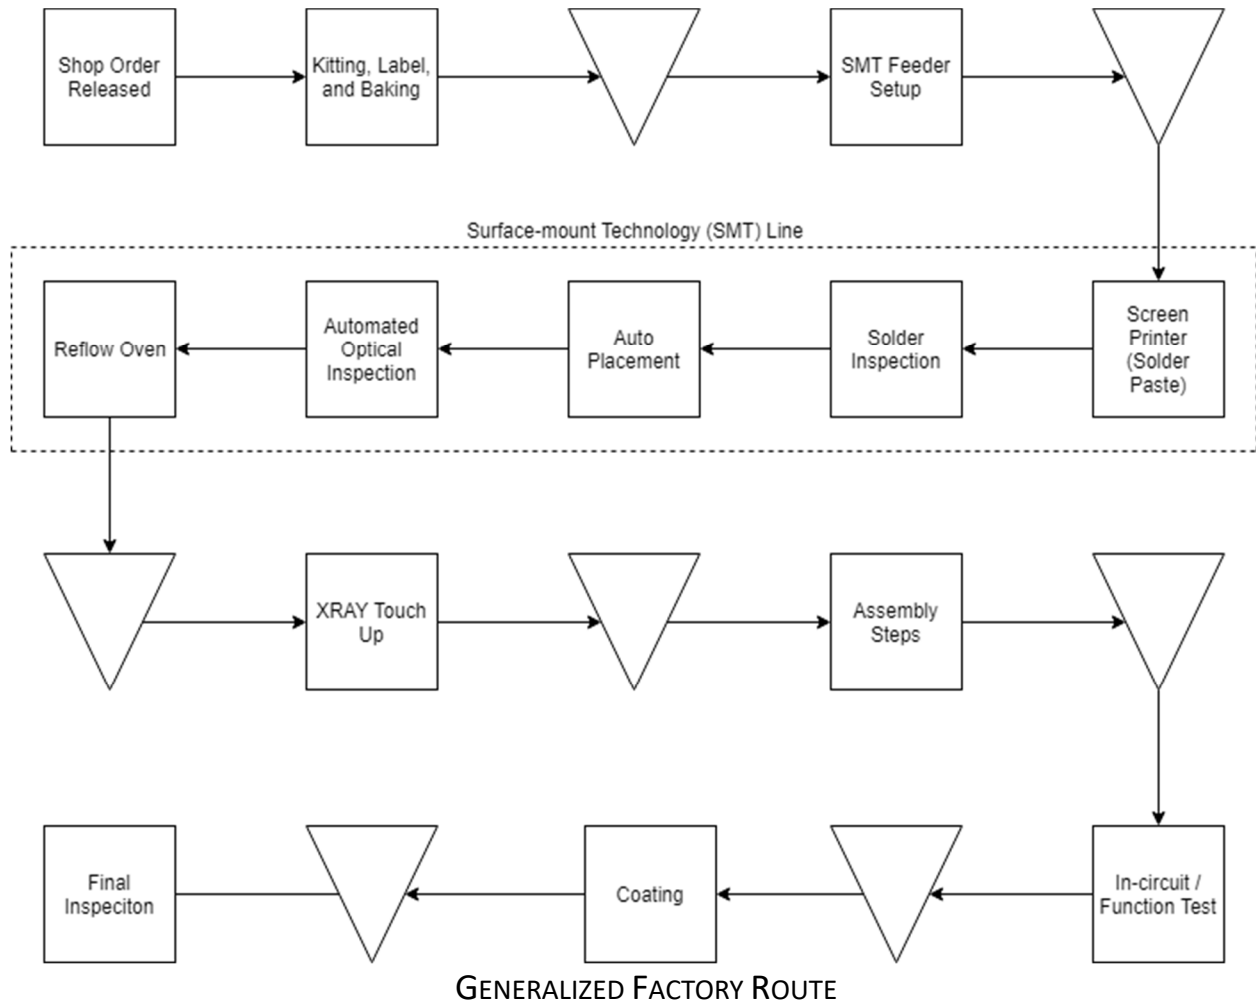 Shop Order
Released
Kitting, Label,
and Baking
SMT Feeder
Setup
Surface-mount Technology (SMT) Line
Reflow Oven
Automated
Optical
Inspection
Auto
Placement
Solder
Inspection
Screen
Printer
(Solder
Paste)
XRAY Touch
Up
Assembly
Steps
Final
Inspeciton
Coating
In-circuit /
Function Test
GENERALIZED FACTORY ROUTE